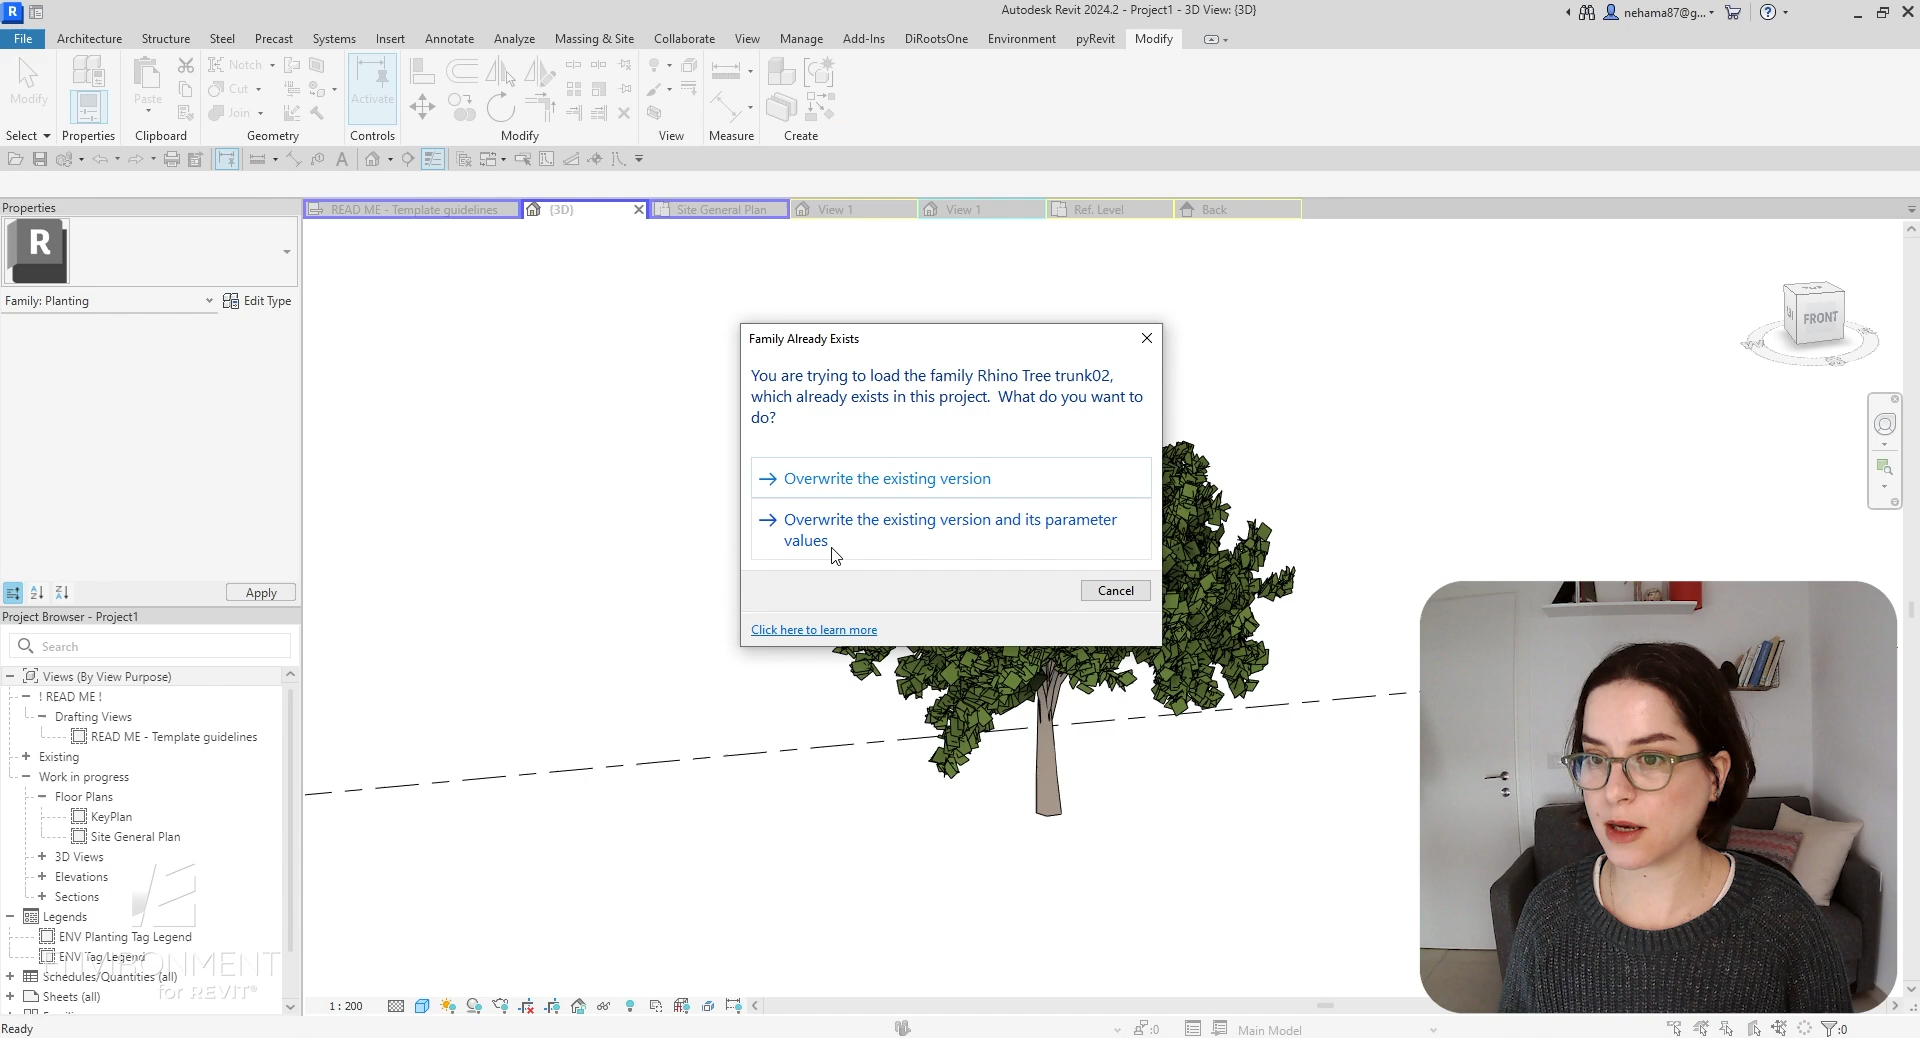 Autodesk Revit 2024.2 - Project1 - 3D View: {3D}
nehama87@g...
File
Architecture
Structure
Steel
Precast
Systems
Insert
Annotate
Analyze
Massing & Site
Collaborate
View
Manage
Add-Ins
DiRootsOne
Environment
pyRevit
Modify
Modify
Paste
Notch
Cut
Join
Activate
Select
Properties
Clipboard
Geometry
Controls
Modify
View
Measure
Create
Properties
READ ME - Template guidelines
{3D}
Site General Plan
View 1
View 1
Ref. Level
Back
R
Family: Planting
Edit Type
FRONT
Family Already Exists
You are trying to load the family Rhino Tree trunk02,
which already exists in this project. What do you want to
do?
Overwrite the existing version
Overwrite the existing version and its parameter
values
Cancel
Click here to learn more
Apply
Project Browser - Project1
Search
Views (By View Purpose)
! READ ME !
Drafting Views
READ ME - Template guidelines
Existing
Work in progress
Floor Plans
KeyPlan
Site General Plan
3D Views
Elevations
Sections
Legends
ENV Planting Tag Legend
ENV Tag Legend
Schedules/Quantities (all)
Sheets (all)
ENVIRONMENT
for REVIT®
1 : 200
Ready
:0
Main Model
:0